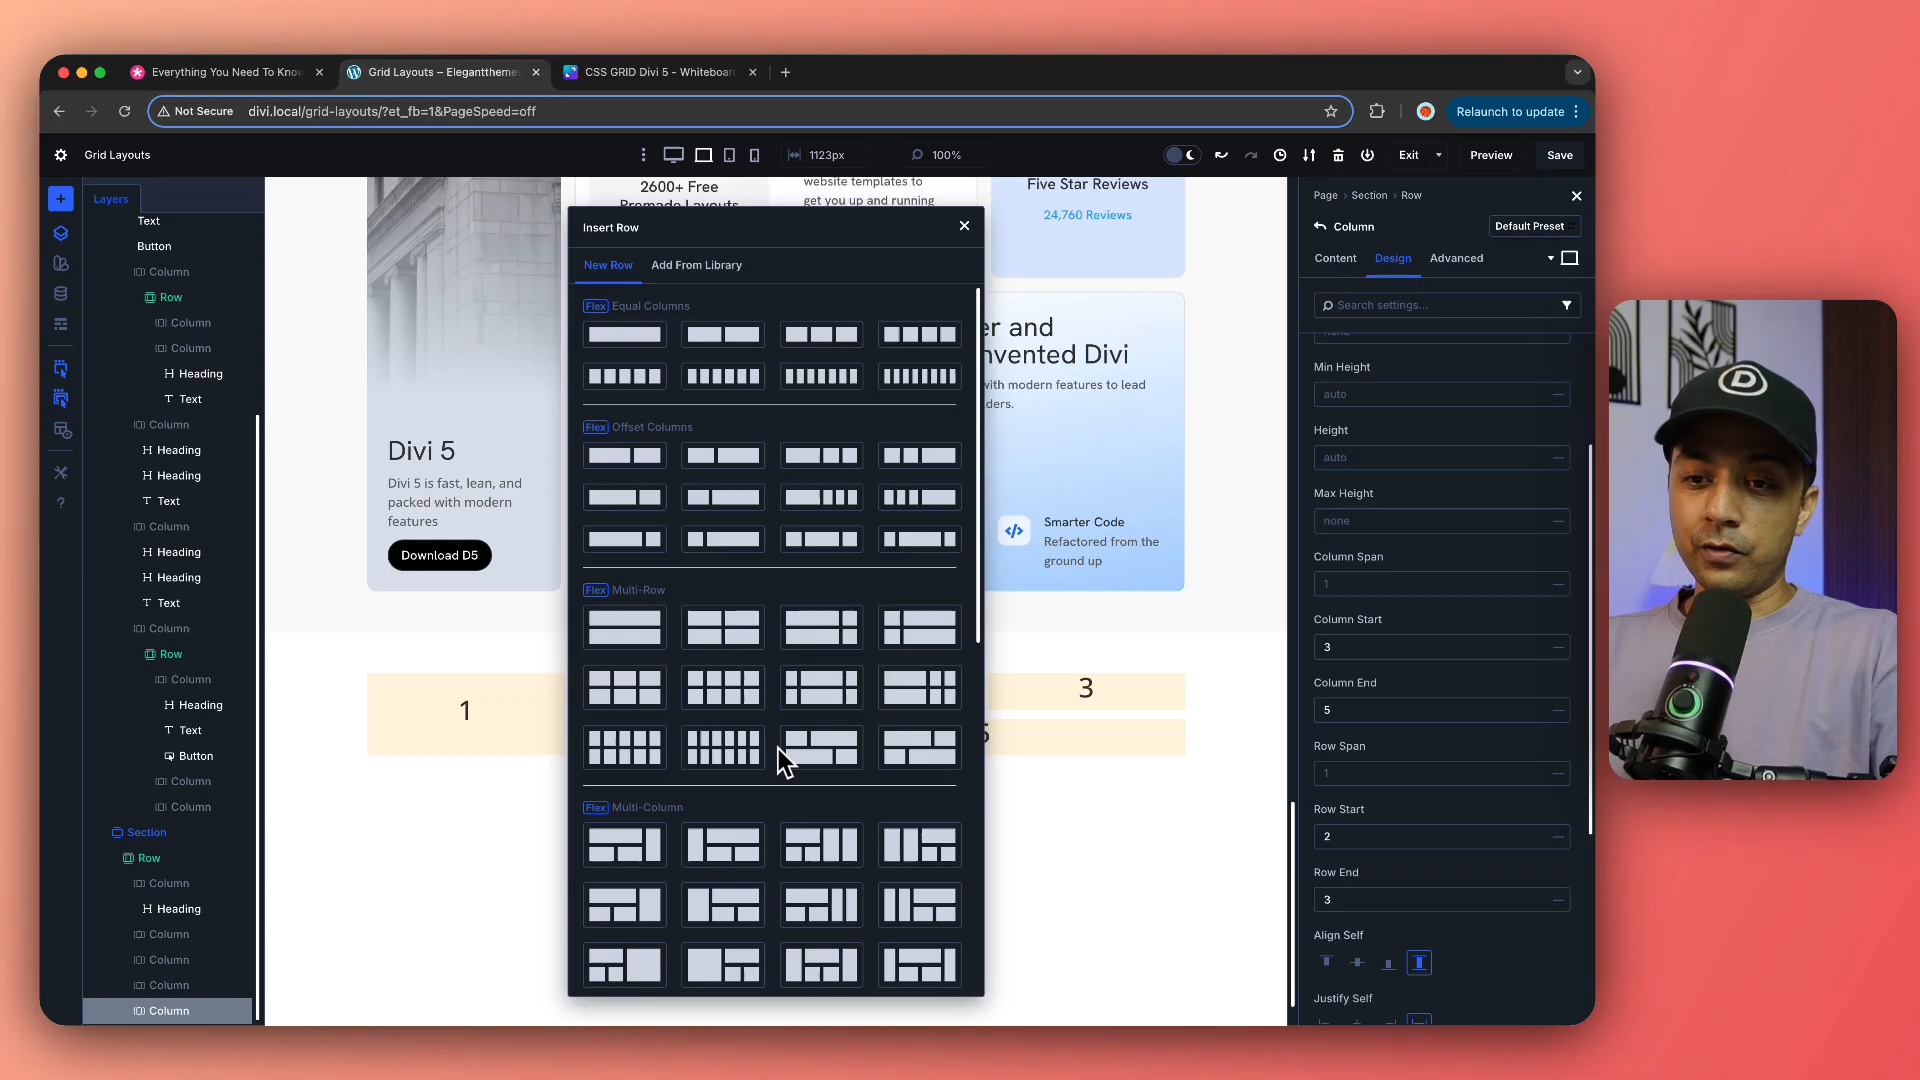 Everything You Need To Know
Grid Layouts – Eleganttheme
CSS GRID Divi 5 - Whiteboard
Not Secure
divi.local/grid-layouts/?et_fb=1&PageSpeed=off
Relaunch to update
Grid Layouts
1123px
100%
Exit
Preview
Save
Layers
Text
Button
Column
Row
Column
Column
Heading
Text
Column
Heading
Heading
Text
Column
Heading
Heading
Text
Column
Row
Column
Heading
Text
Button
Column
Column
Section
Row
Column
Heading
Column
Column
Column
Column
2600+ Free
Premade Layouts
website templates to
get you up and running
Five Star Reviews
24,760 Reviews
Divi 5
Divi 5 is fast, lean, and
packed with modern
features
Download D5
er and
nvented Divi
with modern features to lead
ders.
Smarter Code
Refactored from the
ground up
1
3
5
Insert Row
New Row
Add From Library
Flex Equal Columns
Flex Offset Columns
Flex Multi-Row
Flex Multi-Column
Page > Section > Row
Column
Default Preset
Content
Design
Advanced
Search settings...
none
Min Height
auto
Height
auto
Max Height
none
Column Span
1
Column Start
3
Column End
5
Row Span
1
Row Start
2
Row End
3
Align Self
Justify Self
D